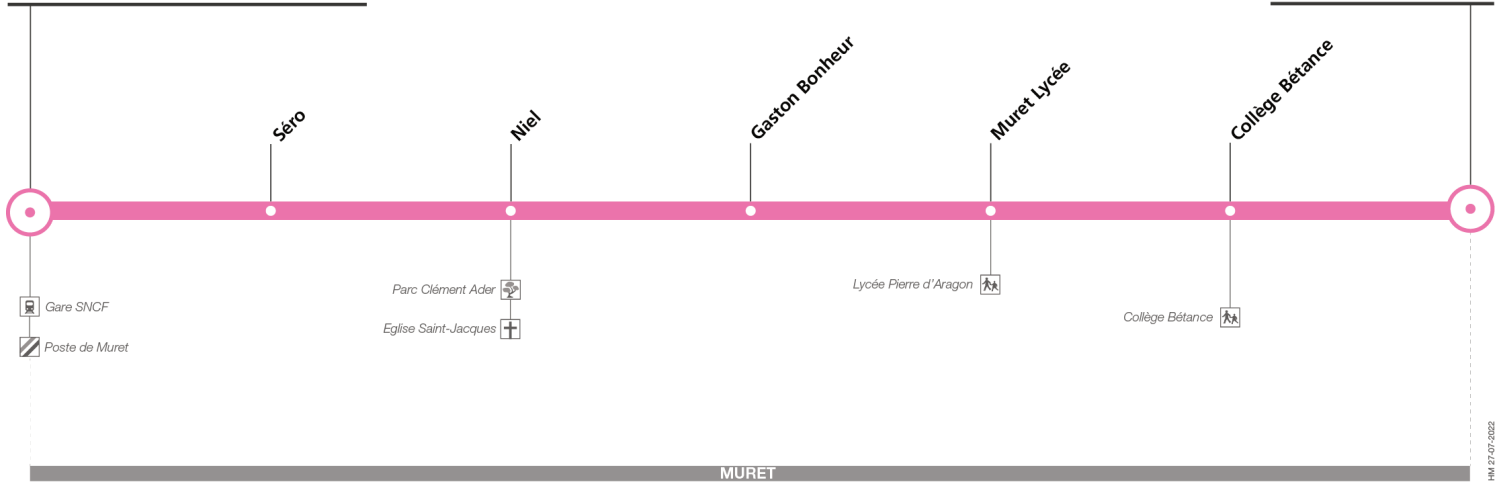 Séro
Niel
Gaston Bonheur
Muret Lycée
Collège Bétance
Gare SNCF
Poste de Muret
Parc Clément Ader
Eglise Saint-Jacques
Lycée Pierre d'Aragon
Collège Bétance
MURET
HM 27-07-2022